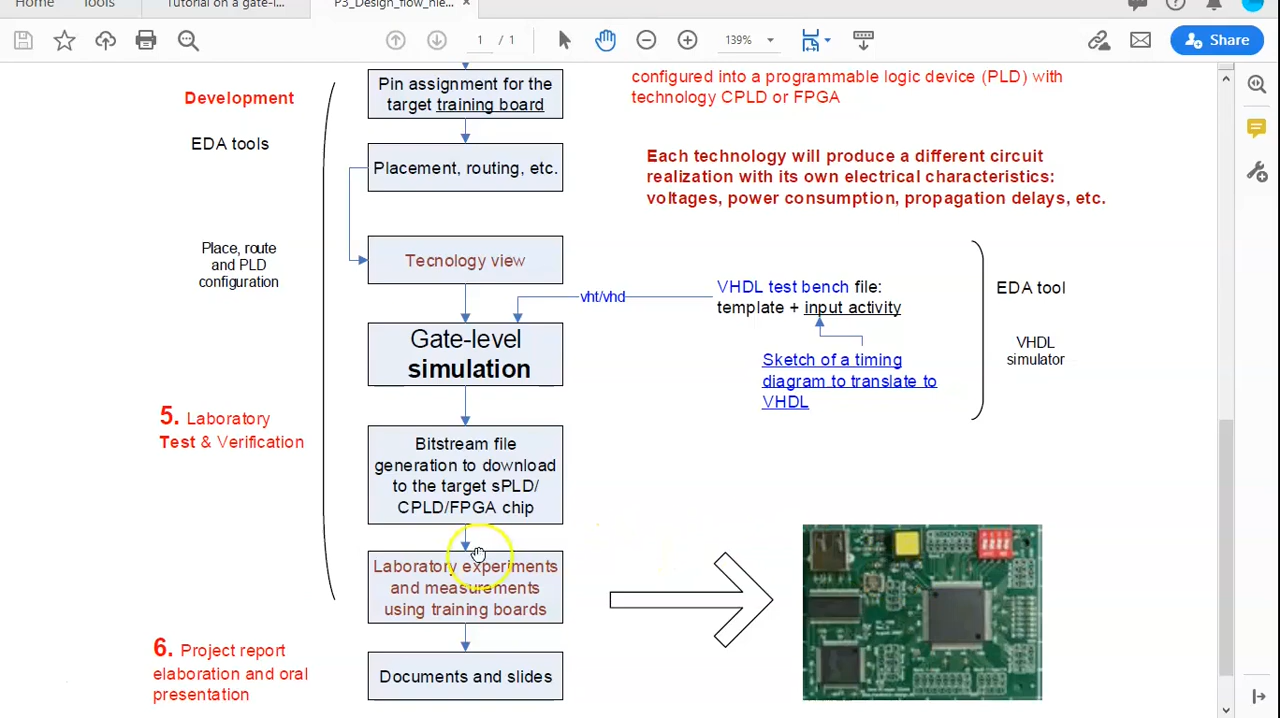 Home Tools Tutorial on a gate-l... P3_Design_flow_hie... ×
1 / 1 139% Share
configured into a programmable logic device (PLD) with
technology CPLD or FPGA
Development
Pin assignment for the
target training board
EDA tools
Placement, routing, etc.
Each technology will produce a different circuit
realization with its own electrical characteristics:
voltages, power consumption, propagation delays, etc.
Place, route
and PLD
configuration
Tecnology view
vht/vhd
VHDL test bench file:
template + input activity
EDA tool
Gate-level
simulation
Sketch of a timing
diagram to translate to
VHDL
VHDL
simulator
5. Laboratory
Test & Verification
Bitstream file
generation to download
to the target sPLD/
CPLD/FPGA chip
Laboratory experiments
and measurements
using training boards
6. Project report
elaboration and oral
presentation
Documents and slides